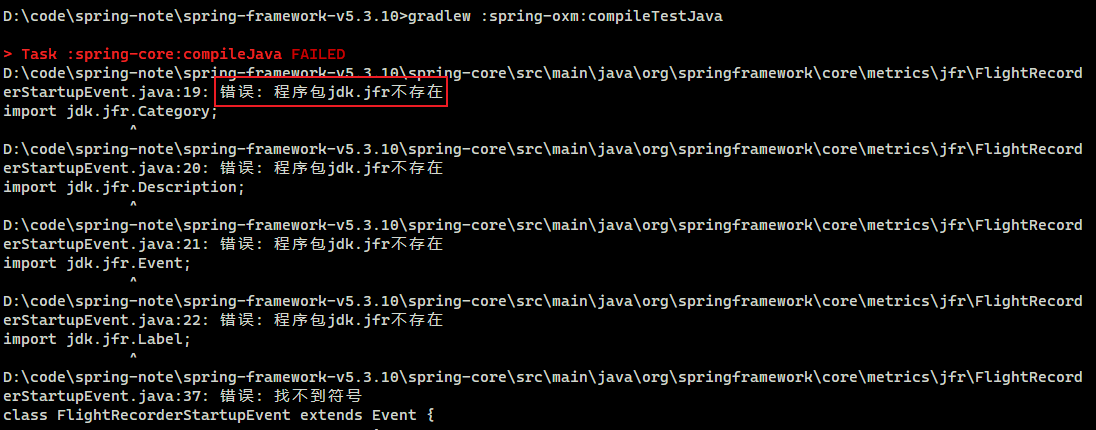 D:\code\spring-note\spring-framework-v5.3.10>gradlew :spring-oxm:compileTestJava
> Task :spring-core:compileJava FAILED
D:\code\spring-note\spring-framework-v5.3.10\spring-core\src\main\java\org\springframework\core\metrics\jfr\FlightRecord
erStartupEvent.java:19: 错误: 程序包jdk.jfr不存在
import jdk.jfr.Category;
^
D:\code\spring-note\spring-framework-v5.3.10\spring-core\src\main\java\org\springframework\core\metrics\jfr\FlightRecord
erStartupEvent.java:20: 错误: 程序包jdk.jfr不存在
import jdk.jfr.Description;
^
D:\code\spring-note\spring-framework-v5.3.10\spring-core\src\main\java\org\springframework\core\metrics\jfr\FlightRecord
erStartupEvent.java:21: 错误: 程序包jdk.jfr不存在
import jdk.jfr.Event;
^
D:\code\spring-note\spring-framework-v5.3.10\spring-core\src\main\java\org\springframework\core\metrics\jfr\FlightRecord
erStartupEvent.java:22: 错误: 程序包jdk.jfr不存在
import jdk.jfr.Label;
^
D:\code\spring-note\spring-framework-v5.3.10\spring-core\src\main\java\org\springframework\core\metrics\jfr\FlightRecord
erStartupEvent.java:37: 错误: 找不到符号
class FlightRecorderStartupEvent extends Event {